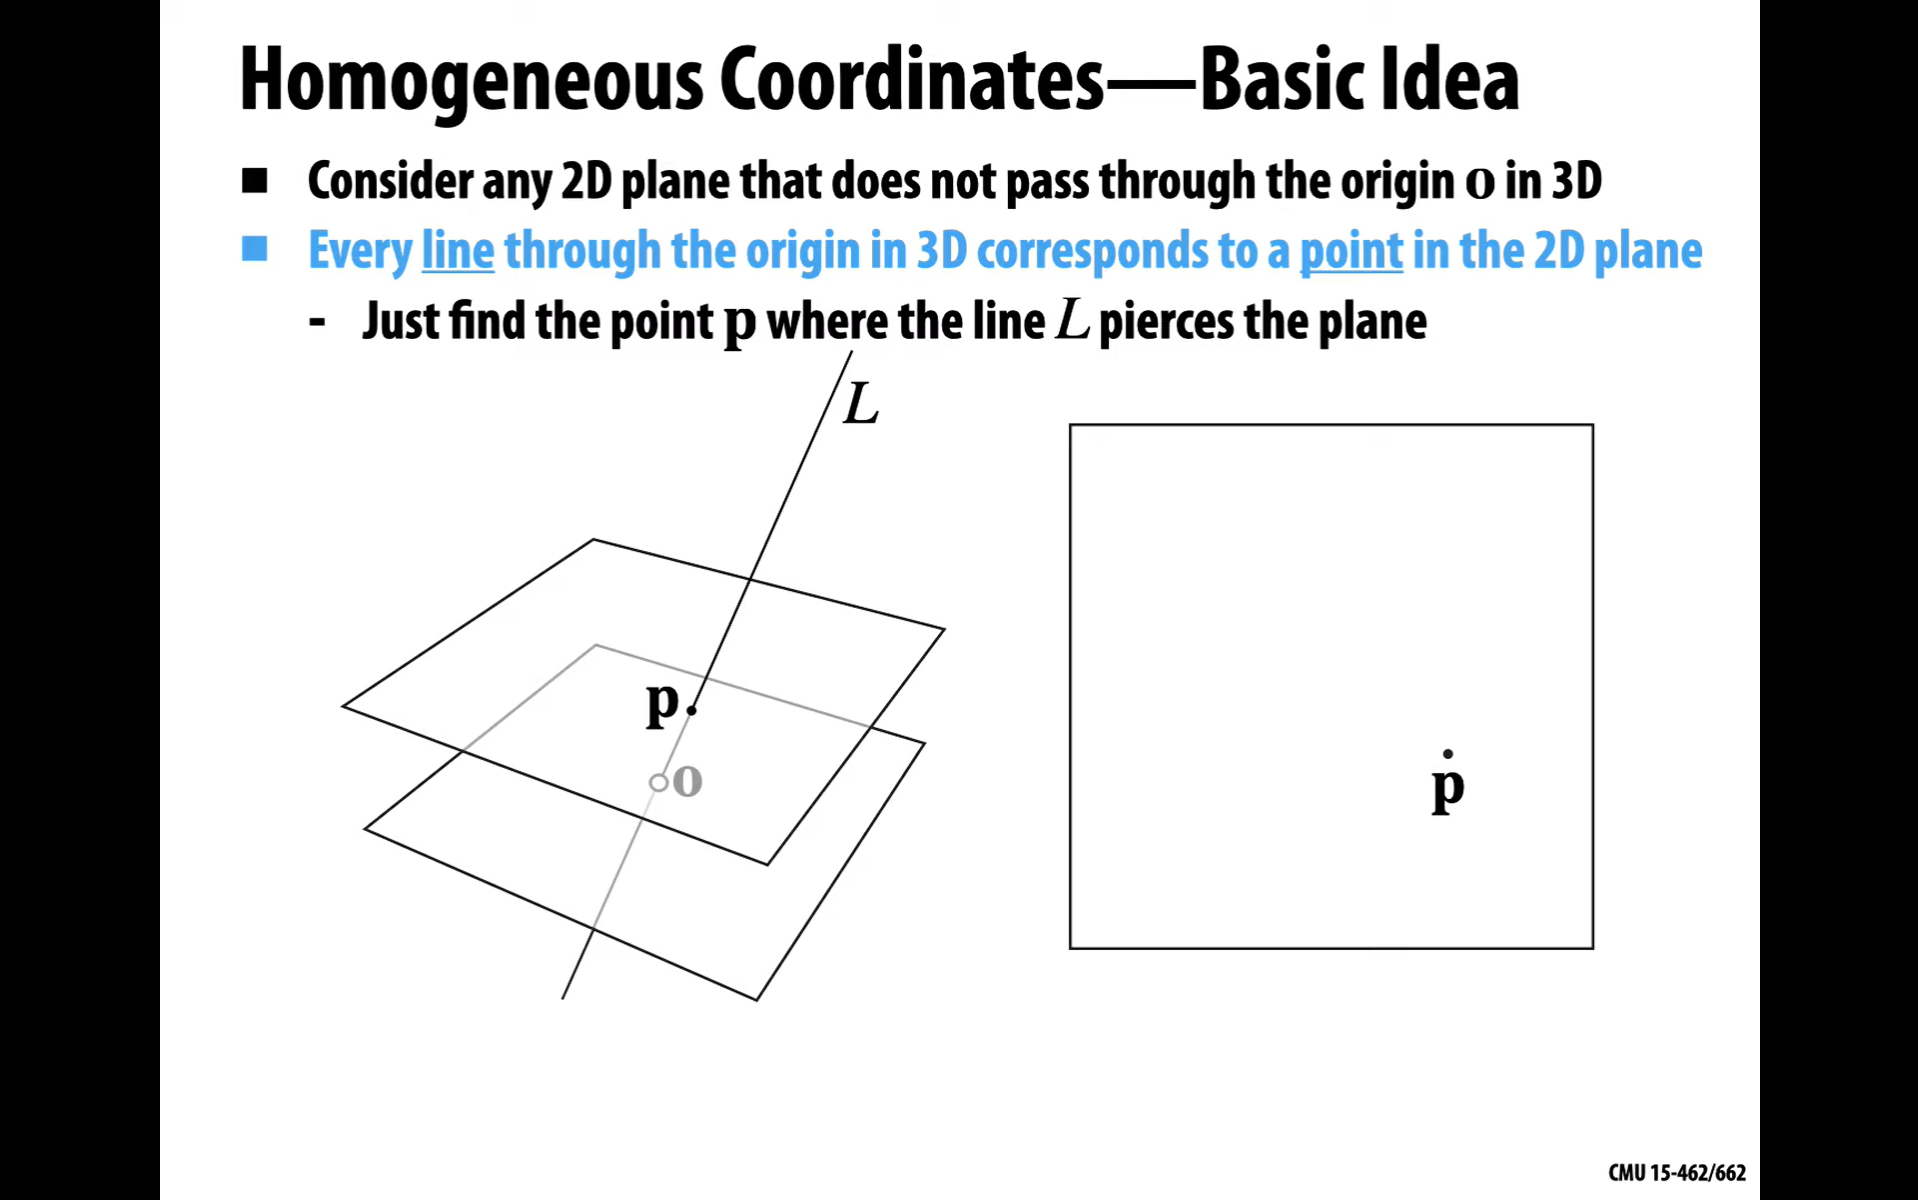 Homogeneous Coordinates—Basic Idea
■ Consider any 2D plane that does not pass through the origin o in 3D
■ Every line through the origin in 3D corresponds to a point in the 2D plane
- Just find the point p where the line L pierces the plane
L
p
o
p
CMU 15-462/662